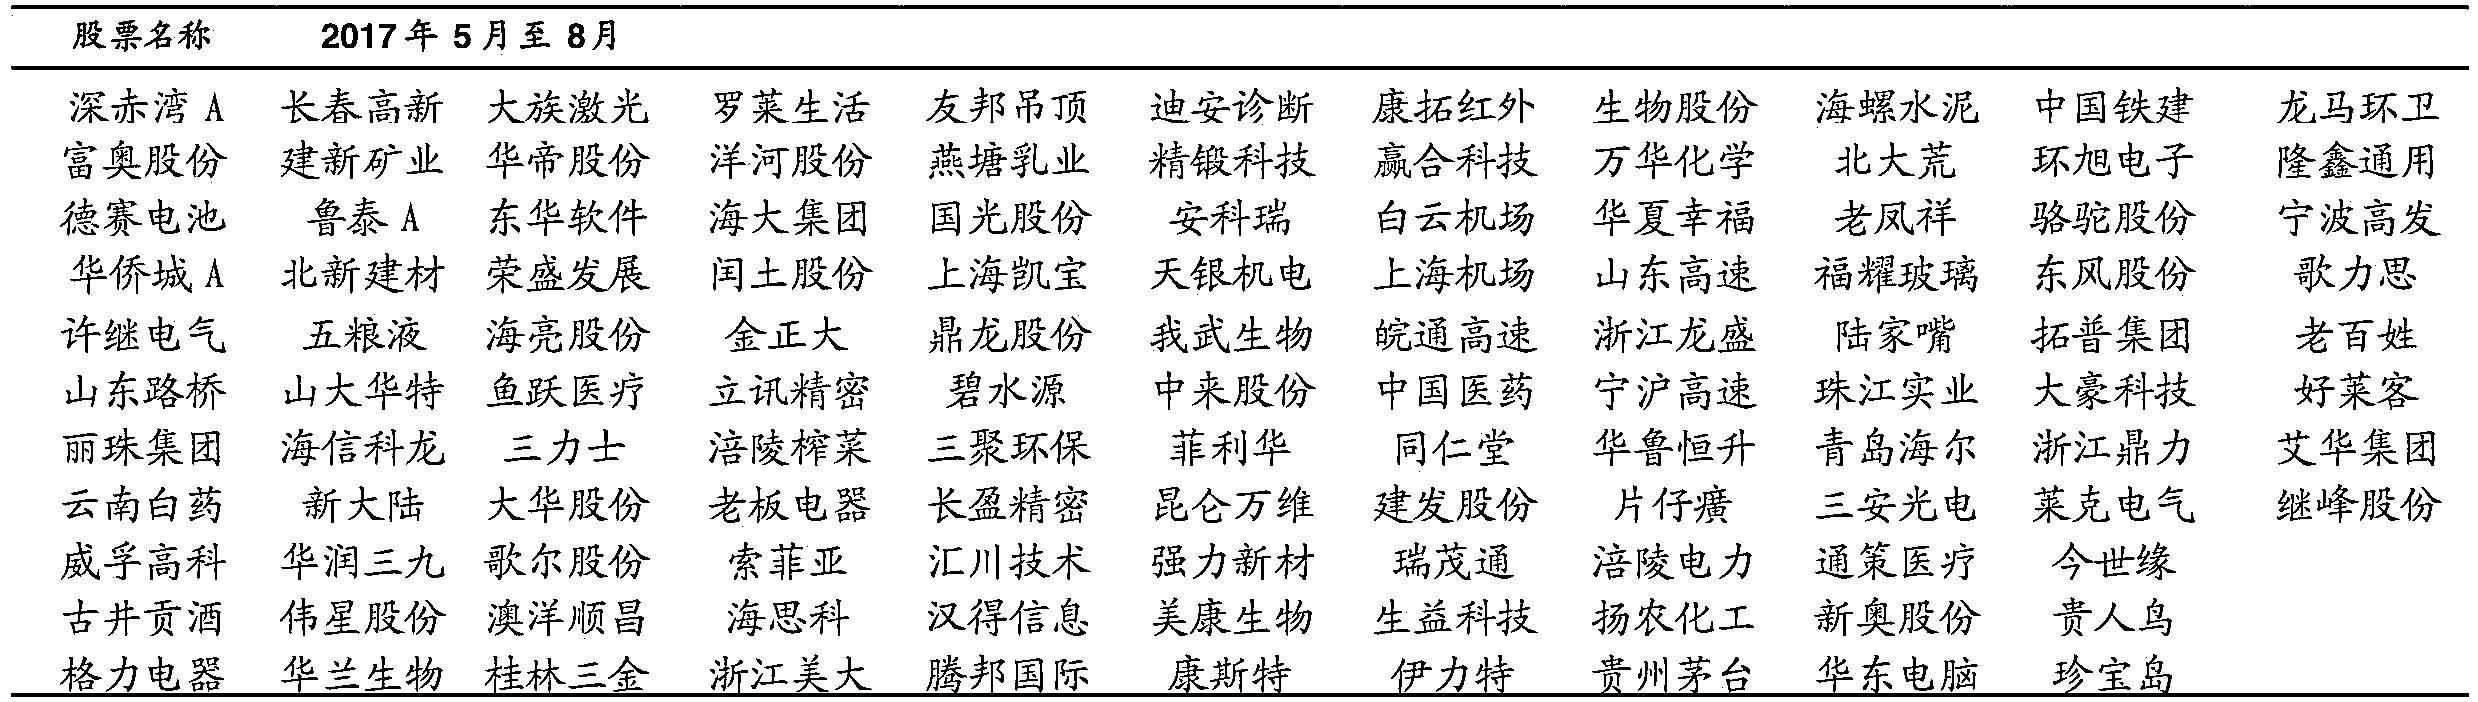 股票名称 2017年 5月至 8月
深赤湾 A 长春高新 大族激光 罗莱生活 友邦吊顶 迪安诊断 康拓红外 生物股份 海螺水泥 中国铁建 龙马环卫
富奥股份 建新矿业 华帝股份 洋河股份 燕塘乳业 精锻科技 赢合科技 万华化学 北大荒 环旭电子 隆鑫通用
德赛电池 鲁泰 A 东华软件 海大集团 国光股份 安科瑞 白云机场 华夏幸福 老凤祥 骆驼股份 宁波高发
华侨城 A 北新建材 荣盛发展 闰土股份 上海凯宝 天银机电 上海机场 山东高速 福耀玻璃 东风股份 歌力思
许继电气 五粮液 海亮股份 金正大 鼎龙股份 我武生物 皖通高速 浙江龙盛 陆家嘴 拓普集团 老百姓
山东路桥 山大华特 鱼跃医疗 立讯精密 碧水源 中来股份 中国医药 宁沪高速 珠江实业 大豪科技 好莱客
丽珠集团 海信科龙 三力士 涪陵榨菜 三聚环保 菲利华 同仁堂 华鲁恒升 青岛海尔 浙江鼎力 艾华集团
云南白药 新大陆 大华股份 老板电器 长盈精密 昆仑万维 建发股份 片仔癀 三安光电 莱克电气 继峰股份
威孚高科 华润三九 歌尔股份 索菲亚 汇川技术 强力新材 瑞茂通 涪陵电力 通策医疗 今世缘
古井贡酒 伟星股份 澳洋顺昌 海思科 汉得信息 美康生物 生益科技 扬农化工 新奥股份 贵人鸟
格力电器 华兰生物 桂林三金 浙江美大 腾邦国际 康斯特 伊力特 贵州茅台 华东电脑 珍宝岛